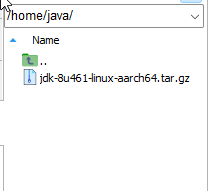 /home/java/
Name
..
jdk-8u461-linux-aarch64.tar.gz